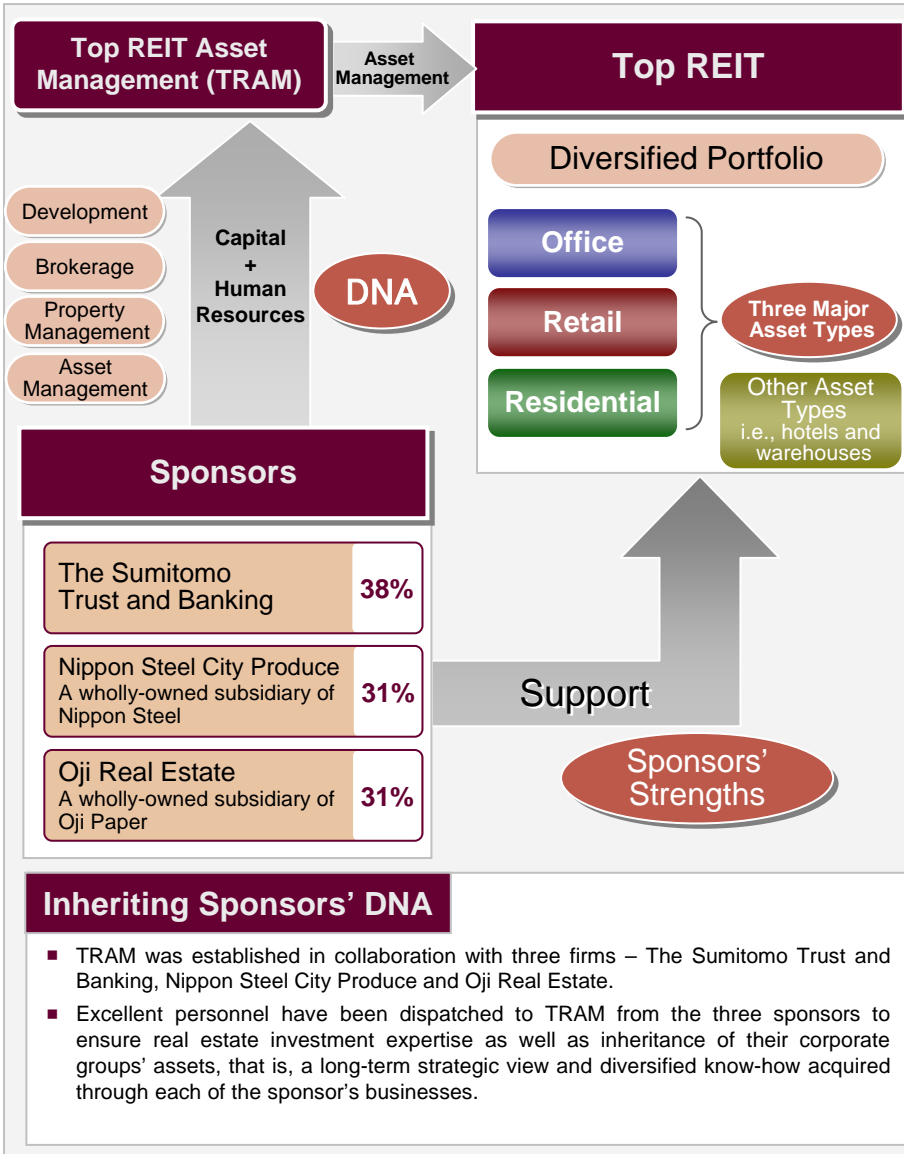 Top REIT Asset
Management (TRAM)
Asset
Management
Top REIT
Diversified Portfolio
Office
Retail
Residential
Three Major
Asset Types
Other Asset
Types
i.e., hotels and
warehouses
Development
Brokerage
Property
Management
Asset
Management
Capital
+
Human
Resources
DNA
Sponsors
The Sumitomo
Trust and Banking
38%
Nippon Steel City Produce
A wholly-owned subsidiary of
Nippon Steel
31%
Oji Real Estate
A wholly-owned subsidiary of
Oji Paper
31%
Support
Sponsors’
Strengths
Inheriting Sponsors’ DNA
▪ TRAM was established in collaboration with three firms – The Sumitomo Trust and
Banking, Nippon Steel City Produce and Oji Real Estate.
▪ Excellent personnel have been dispatched to TRAM from the three sponsors to
ensure real estate investment expertise as well as inheritance of their corporate
groups’ assets, that is, a long-term strategic view and diversified know-how acquired
through each of the sponsor’s businesses.